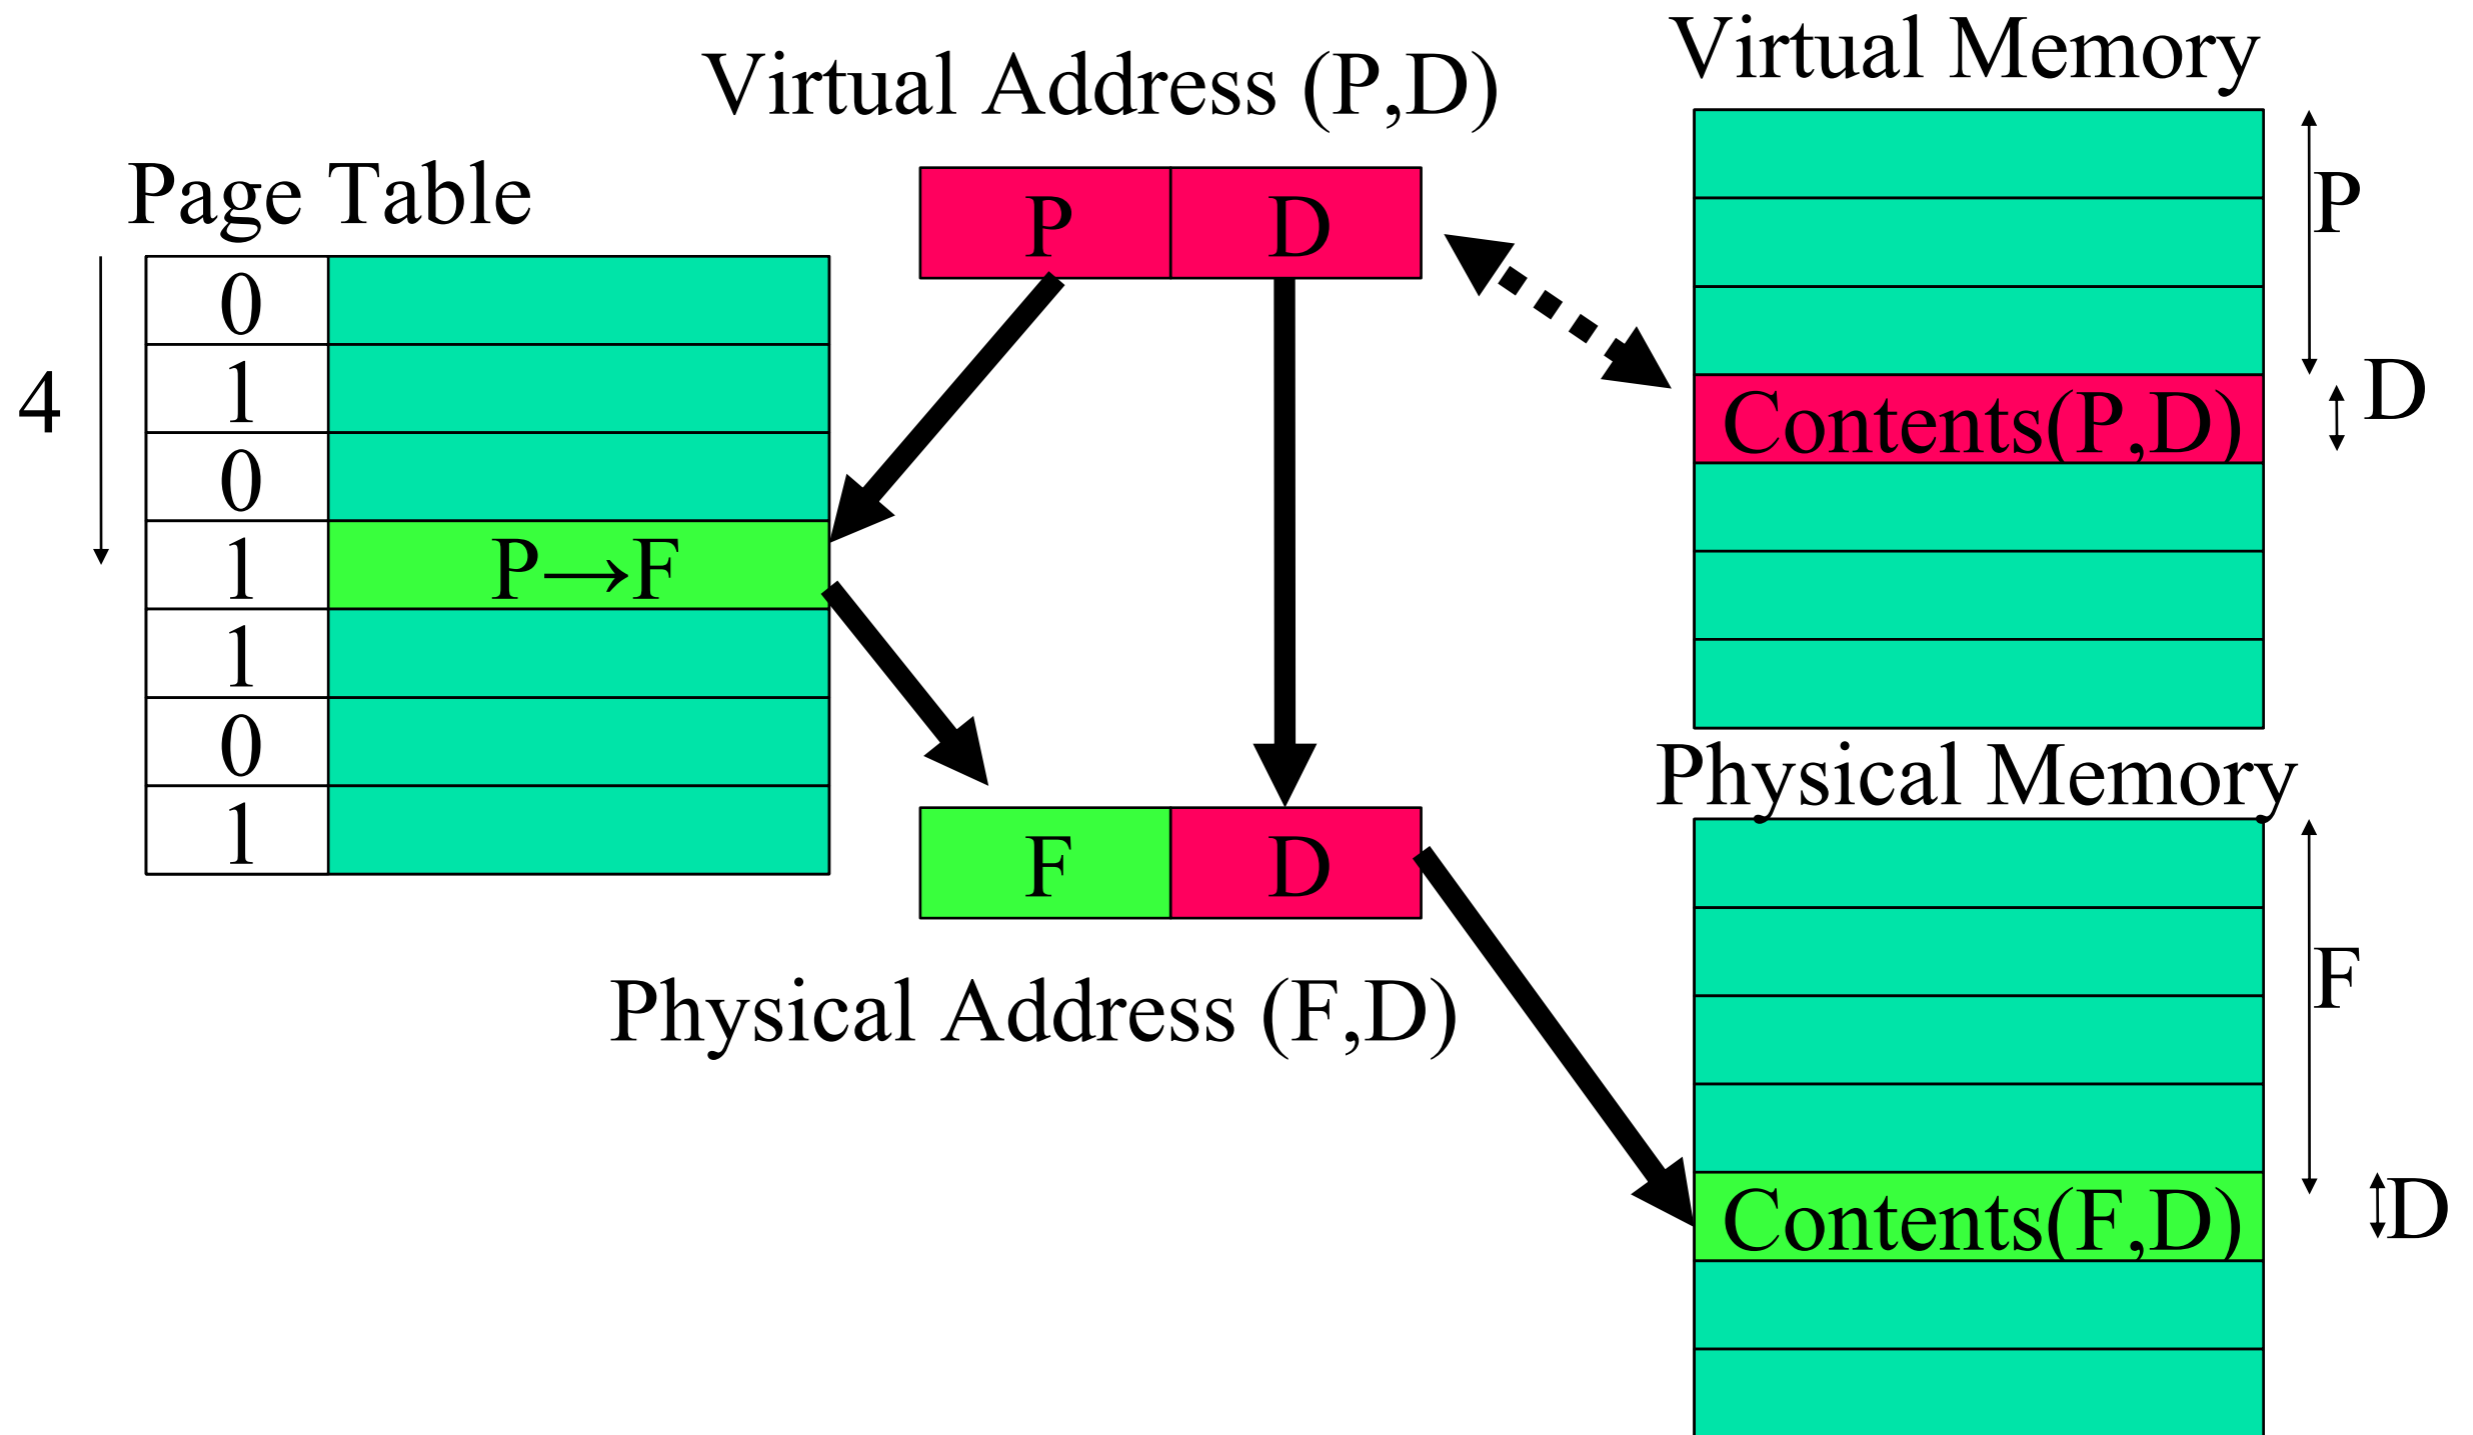 Virtual Address (P,D)
P D
Page Table
4
0
1
0
1 P→F
1
0
1
F D
Physical Address (F,D)
Virtual Memory
P
Contents(P,D)
D
Physical Memory
F
Contents(F,D)
D